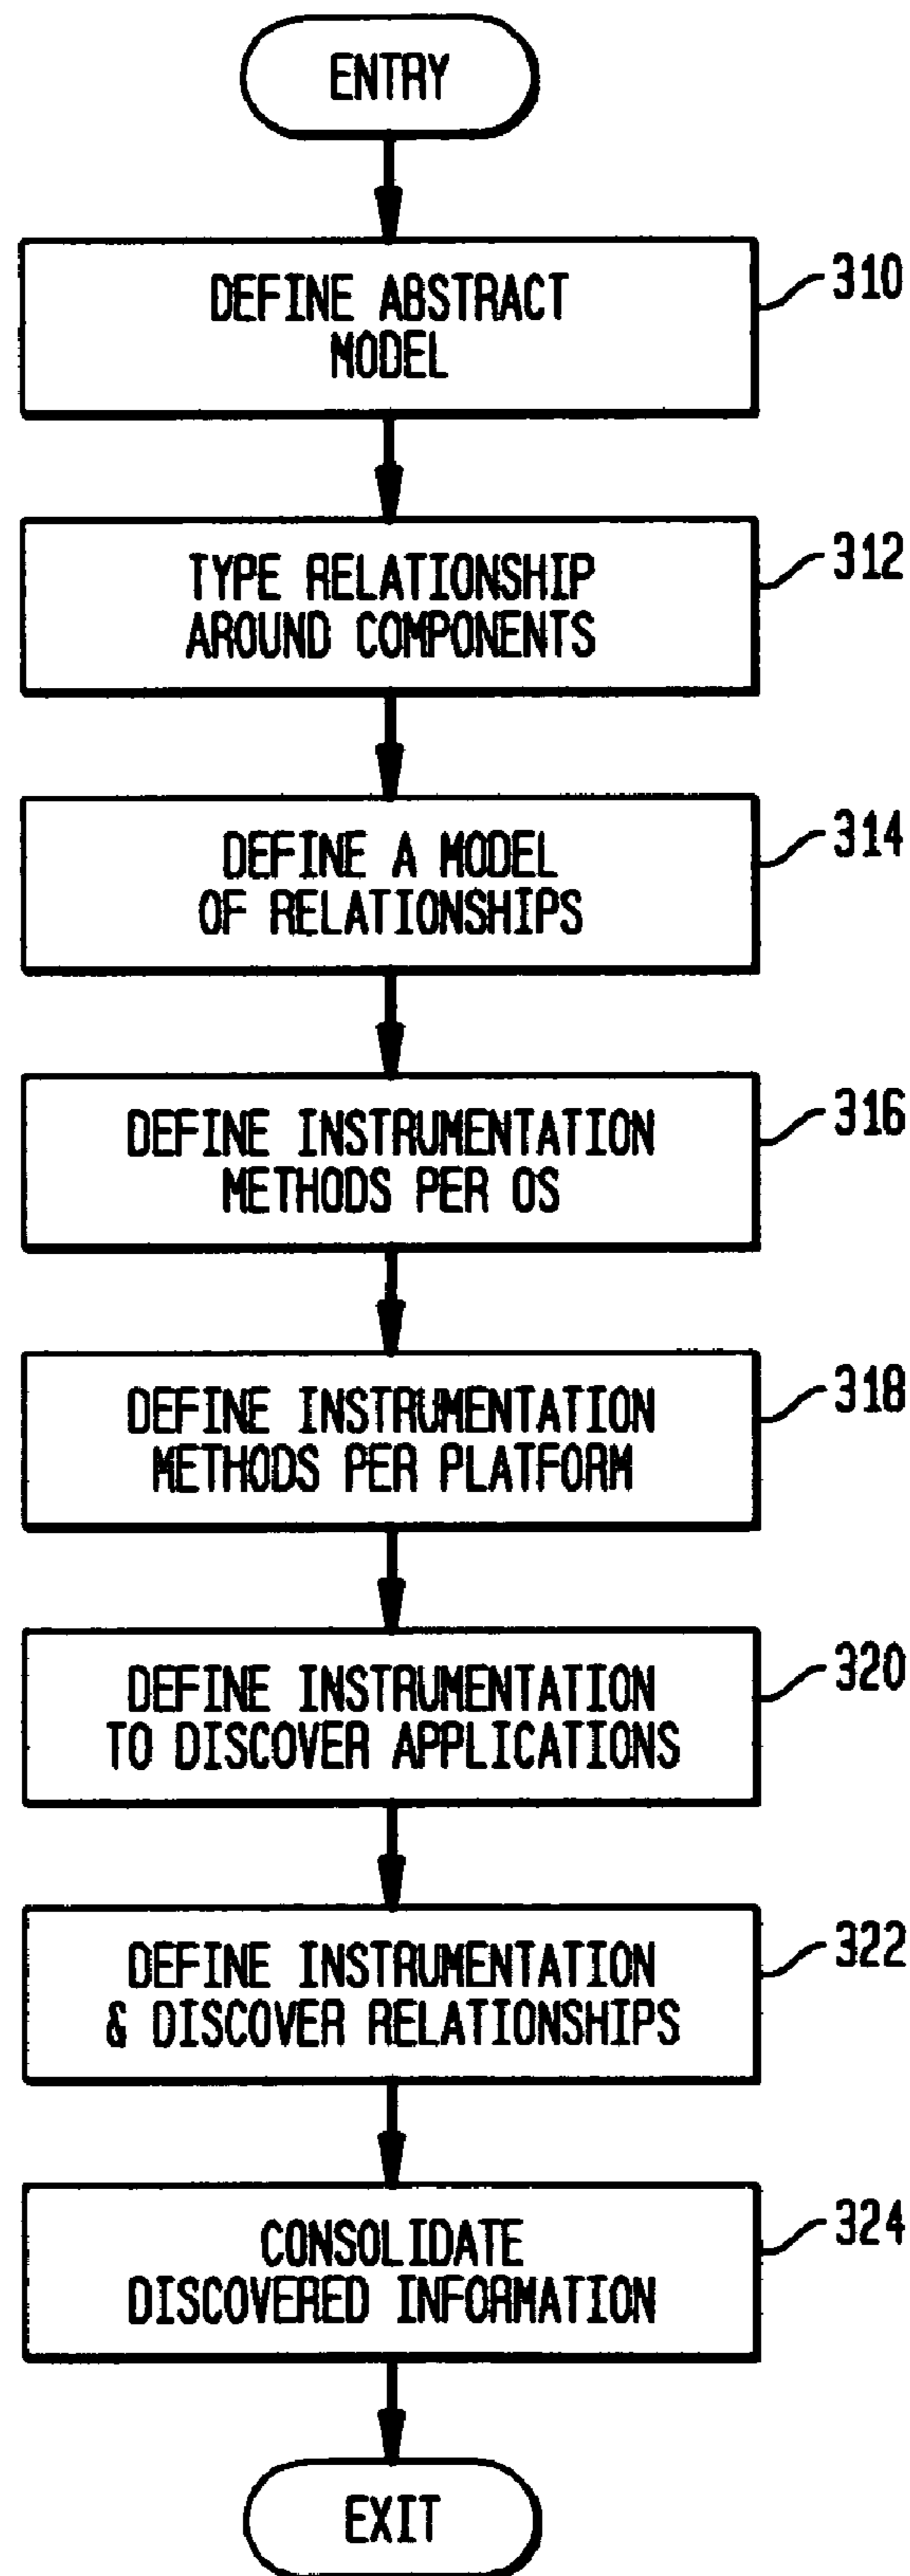 ENTRY
DEFINE ABSTRACT
MODEL
310
TYPE RELATIONSHIP
AROUND COMPONENTS
312
DEFINE A MODEL
OF RELATIONSHIPS
314
DEFINE INSTRUMENTATION
METHODS PER OS
316
DEFINE INSTRUMENTATION
METHODS PER PLATFORM
318
DEFINE INSTRUMENTATION
TO DISCOVER APPLICATIONS
320
DEFINE INSTRUMENTATION
& DISCOVER RELATIONSHIPS
322
CONSOLIDATE
DISCOVERED INFORMATION
324
EXIT